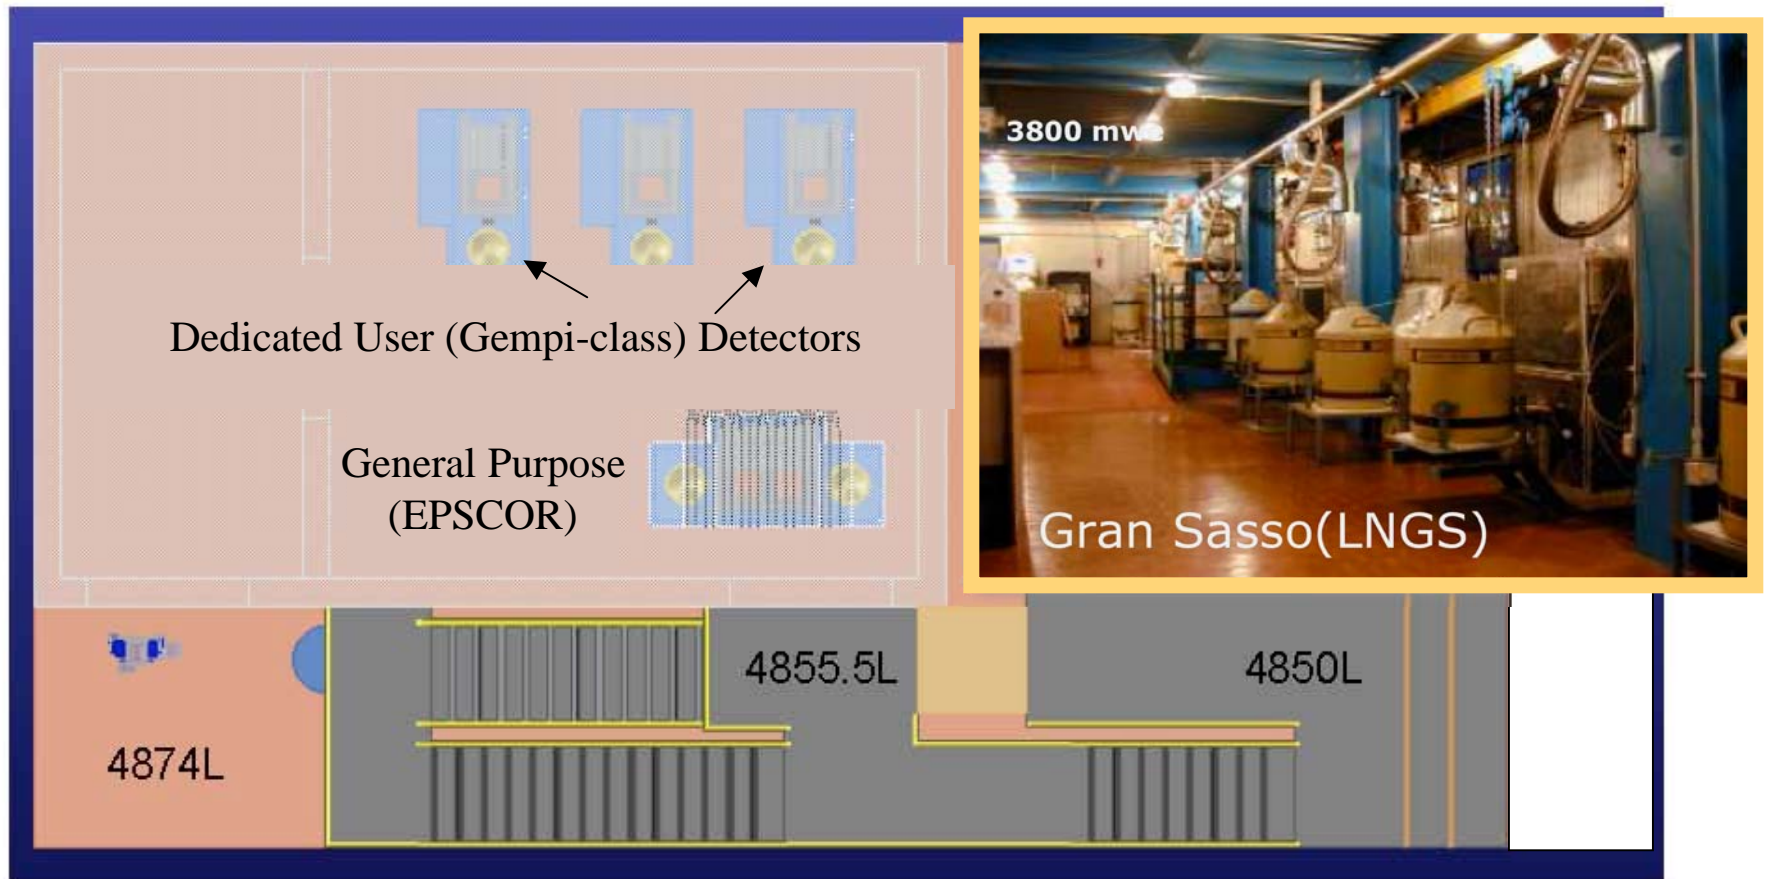 3800 mwe
Dedicated User (Gempi-class) Detectors
General Purpose
(EPSCOR)
Gran Sasso(LNGS)
4855.5L
4850L
4874L